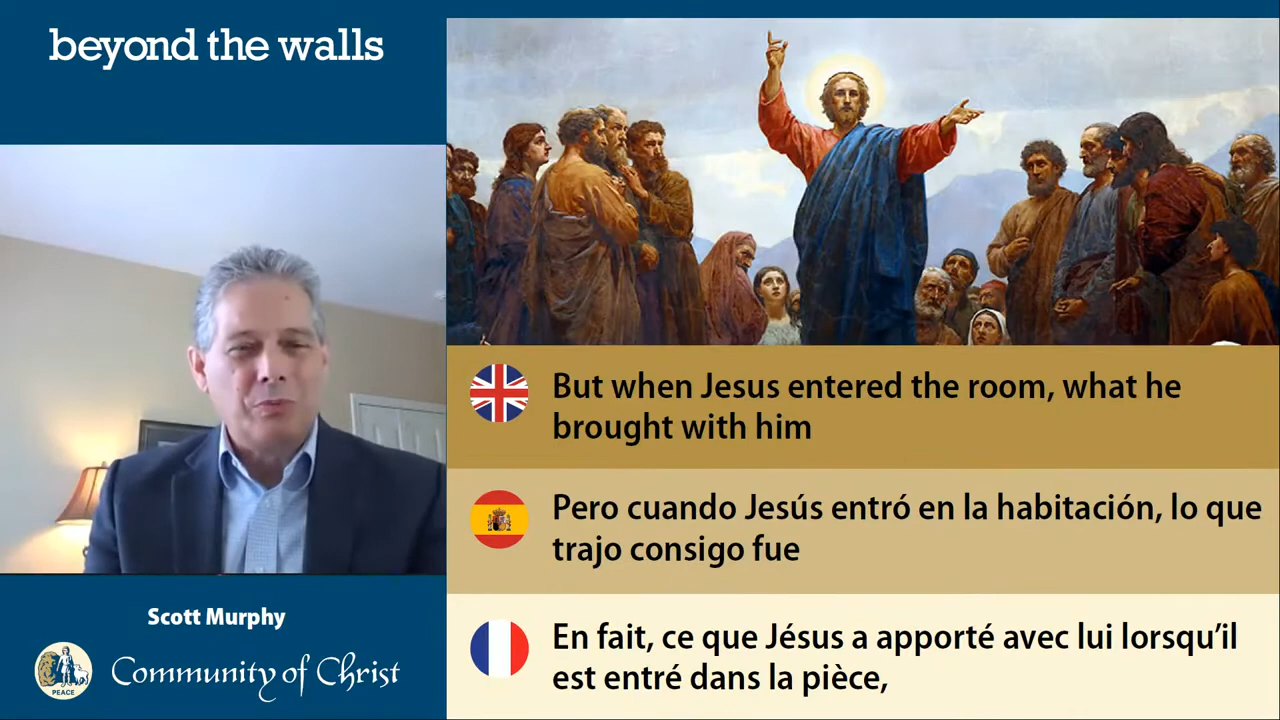 beyond the walls
But when Jesus entered the room, what he
brought with him
Pero cuando Jesús entró en la habitación, lo que
trajo consigo fue
En fait, ce que Jésus a apporté avec lui lorsqu’il
est entré dans la pièce,
Scott Murphy
PEACE
Community of Christ